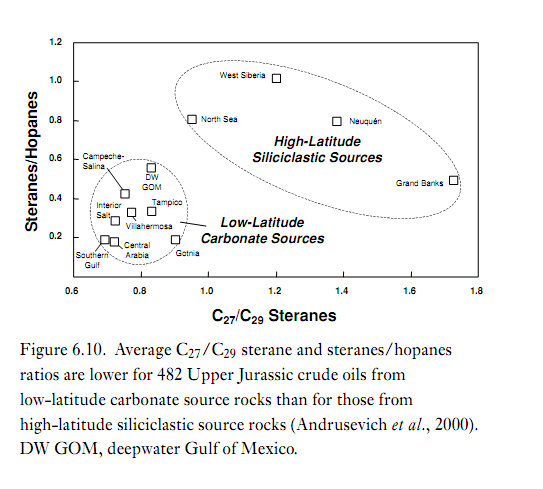 1.2
1.0
0.8
0.6
0.4
0.2
Steranes/Hopanes
West Siberia
North Sea
Neuquén
High-Latitude
Siliciclastic Sources
Grand Banks
Campeche-
Salina
DW
GOM
Interior
Salt
Tampico
Villahermosa
Low-Latitude
Carbonate Sources
Southern
Gulf
Central
Arabia
Gotnia
0.6 0.8 1.0 1.2 1.4 1.6 1.8
C27/C29 Steranes
Figure 6.10. Average C27/C29 sterane and steranes/hopanes
ratios are lower for 482 Upper Jurassic crude oils from
low-latitude carbonate source rocks than for those from
high-latitude siliciclastic source rocks (Andrusevich et al., 2000).
DW GOM, deepwater Gulf of Mexico.